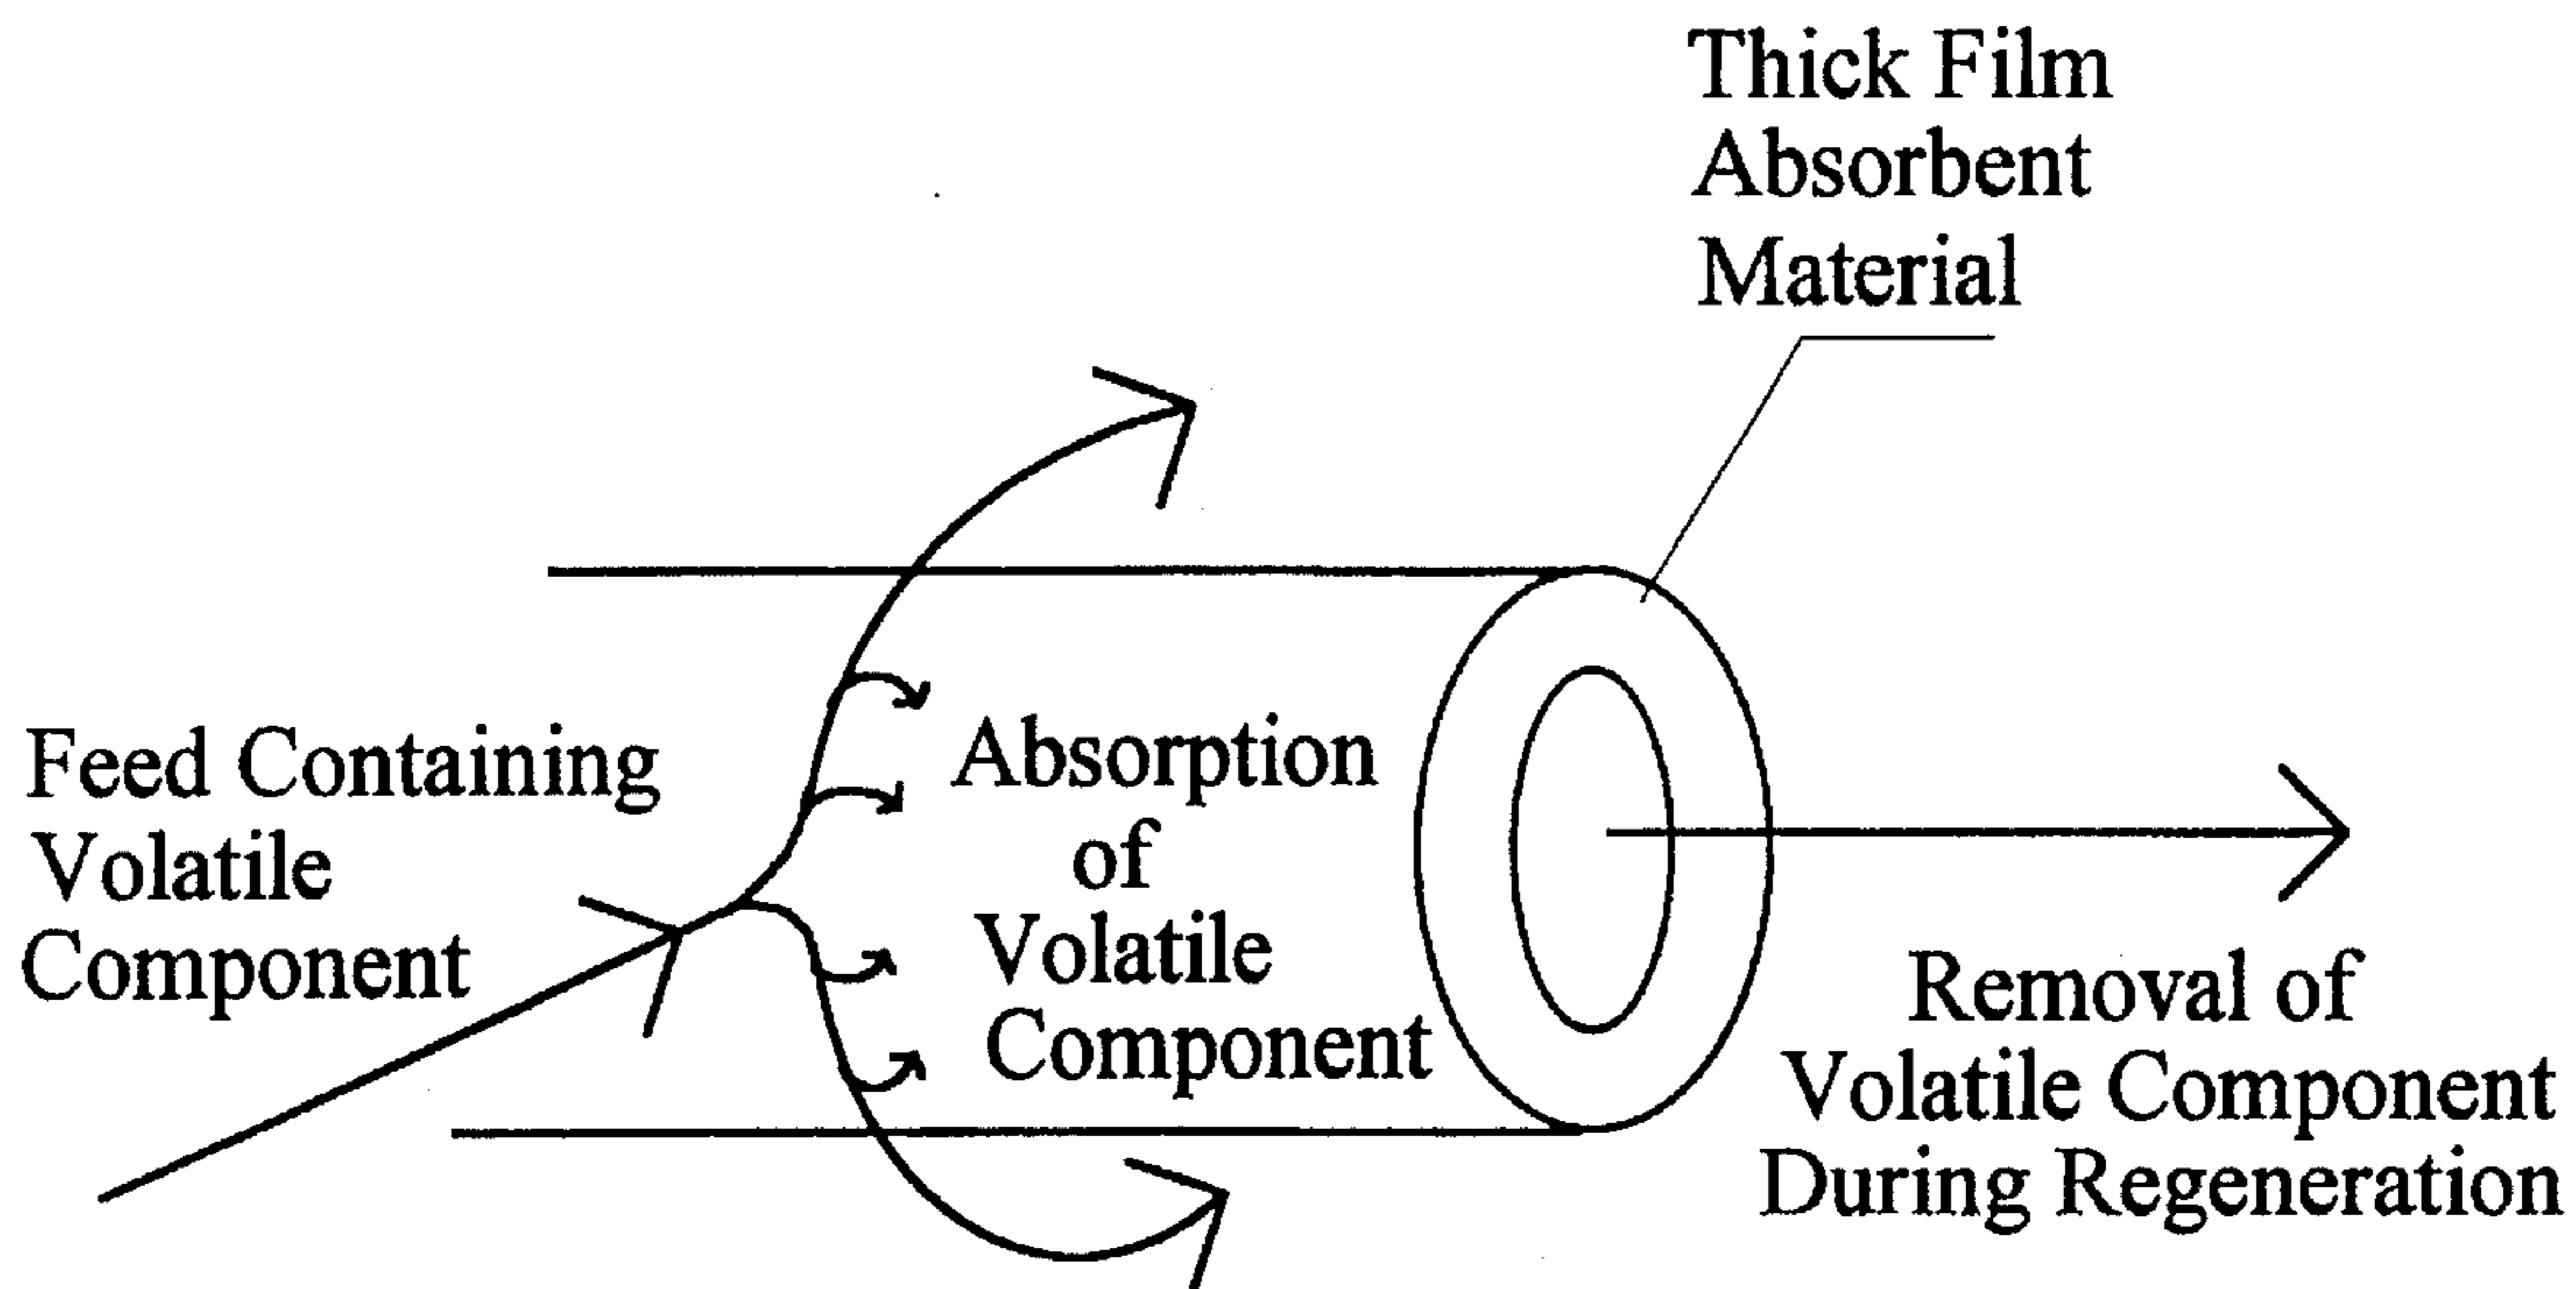 Thick Film
Absorbent
Material
Feed Containing
Volatile
Component
Absorption
of
Volatile
Component
Removal of
Volatile Component
During Regeneration